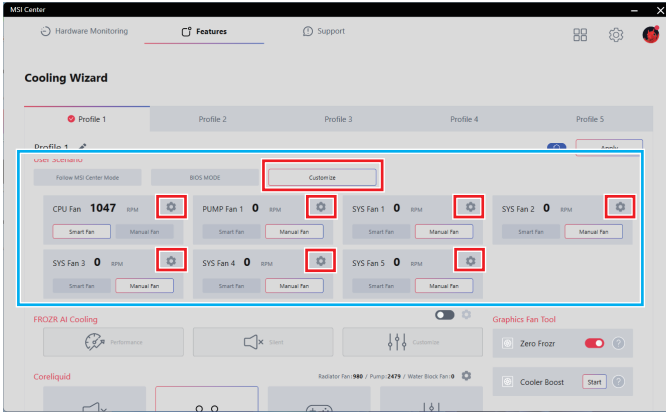 MSI Center
Hardware Monitoring
Features
Support
Cooling Wizard
Profile 1
Profile 2
Profile 3
Profile 4
Profile 5
Profile 1
Apply
User Scenario
Follow MSI Center Mode
BIOS MODE
Customize
CPU Fan 1047 RPM
PUMP Fan 1 0 RPM
SYS Fan 1 0 RPM
SYS Fan 2 0 RPM
Smart Fan Manual Fan
Smart Fan Manual Fan
Smart Fan Manual Fan
Smart Fan Manual Fan
SYS Fan 3 0 RPM
SYS Fan 4 0 RPM
SYS Fan 5 0 RPM
Smart Fan Manual Fan
Smart Fan Manual Fan
Smart Fan Manual Fan
FROZR AI Cooling
Graphics Fan Tool
Performance
Silent
Customize
Zero Frozr
Coreliquid
Radiator Fan:980 / Pump:2479 / Water Block Fan:0
Cooler Boost
Start